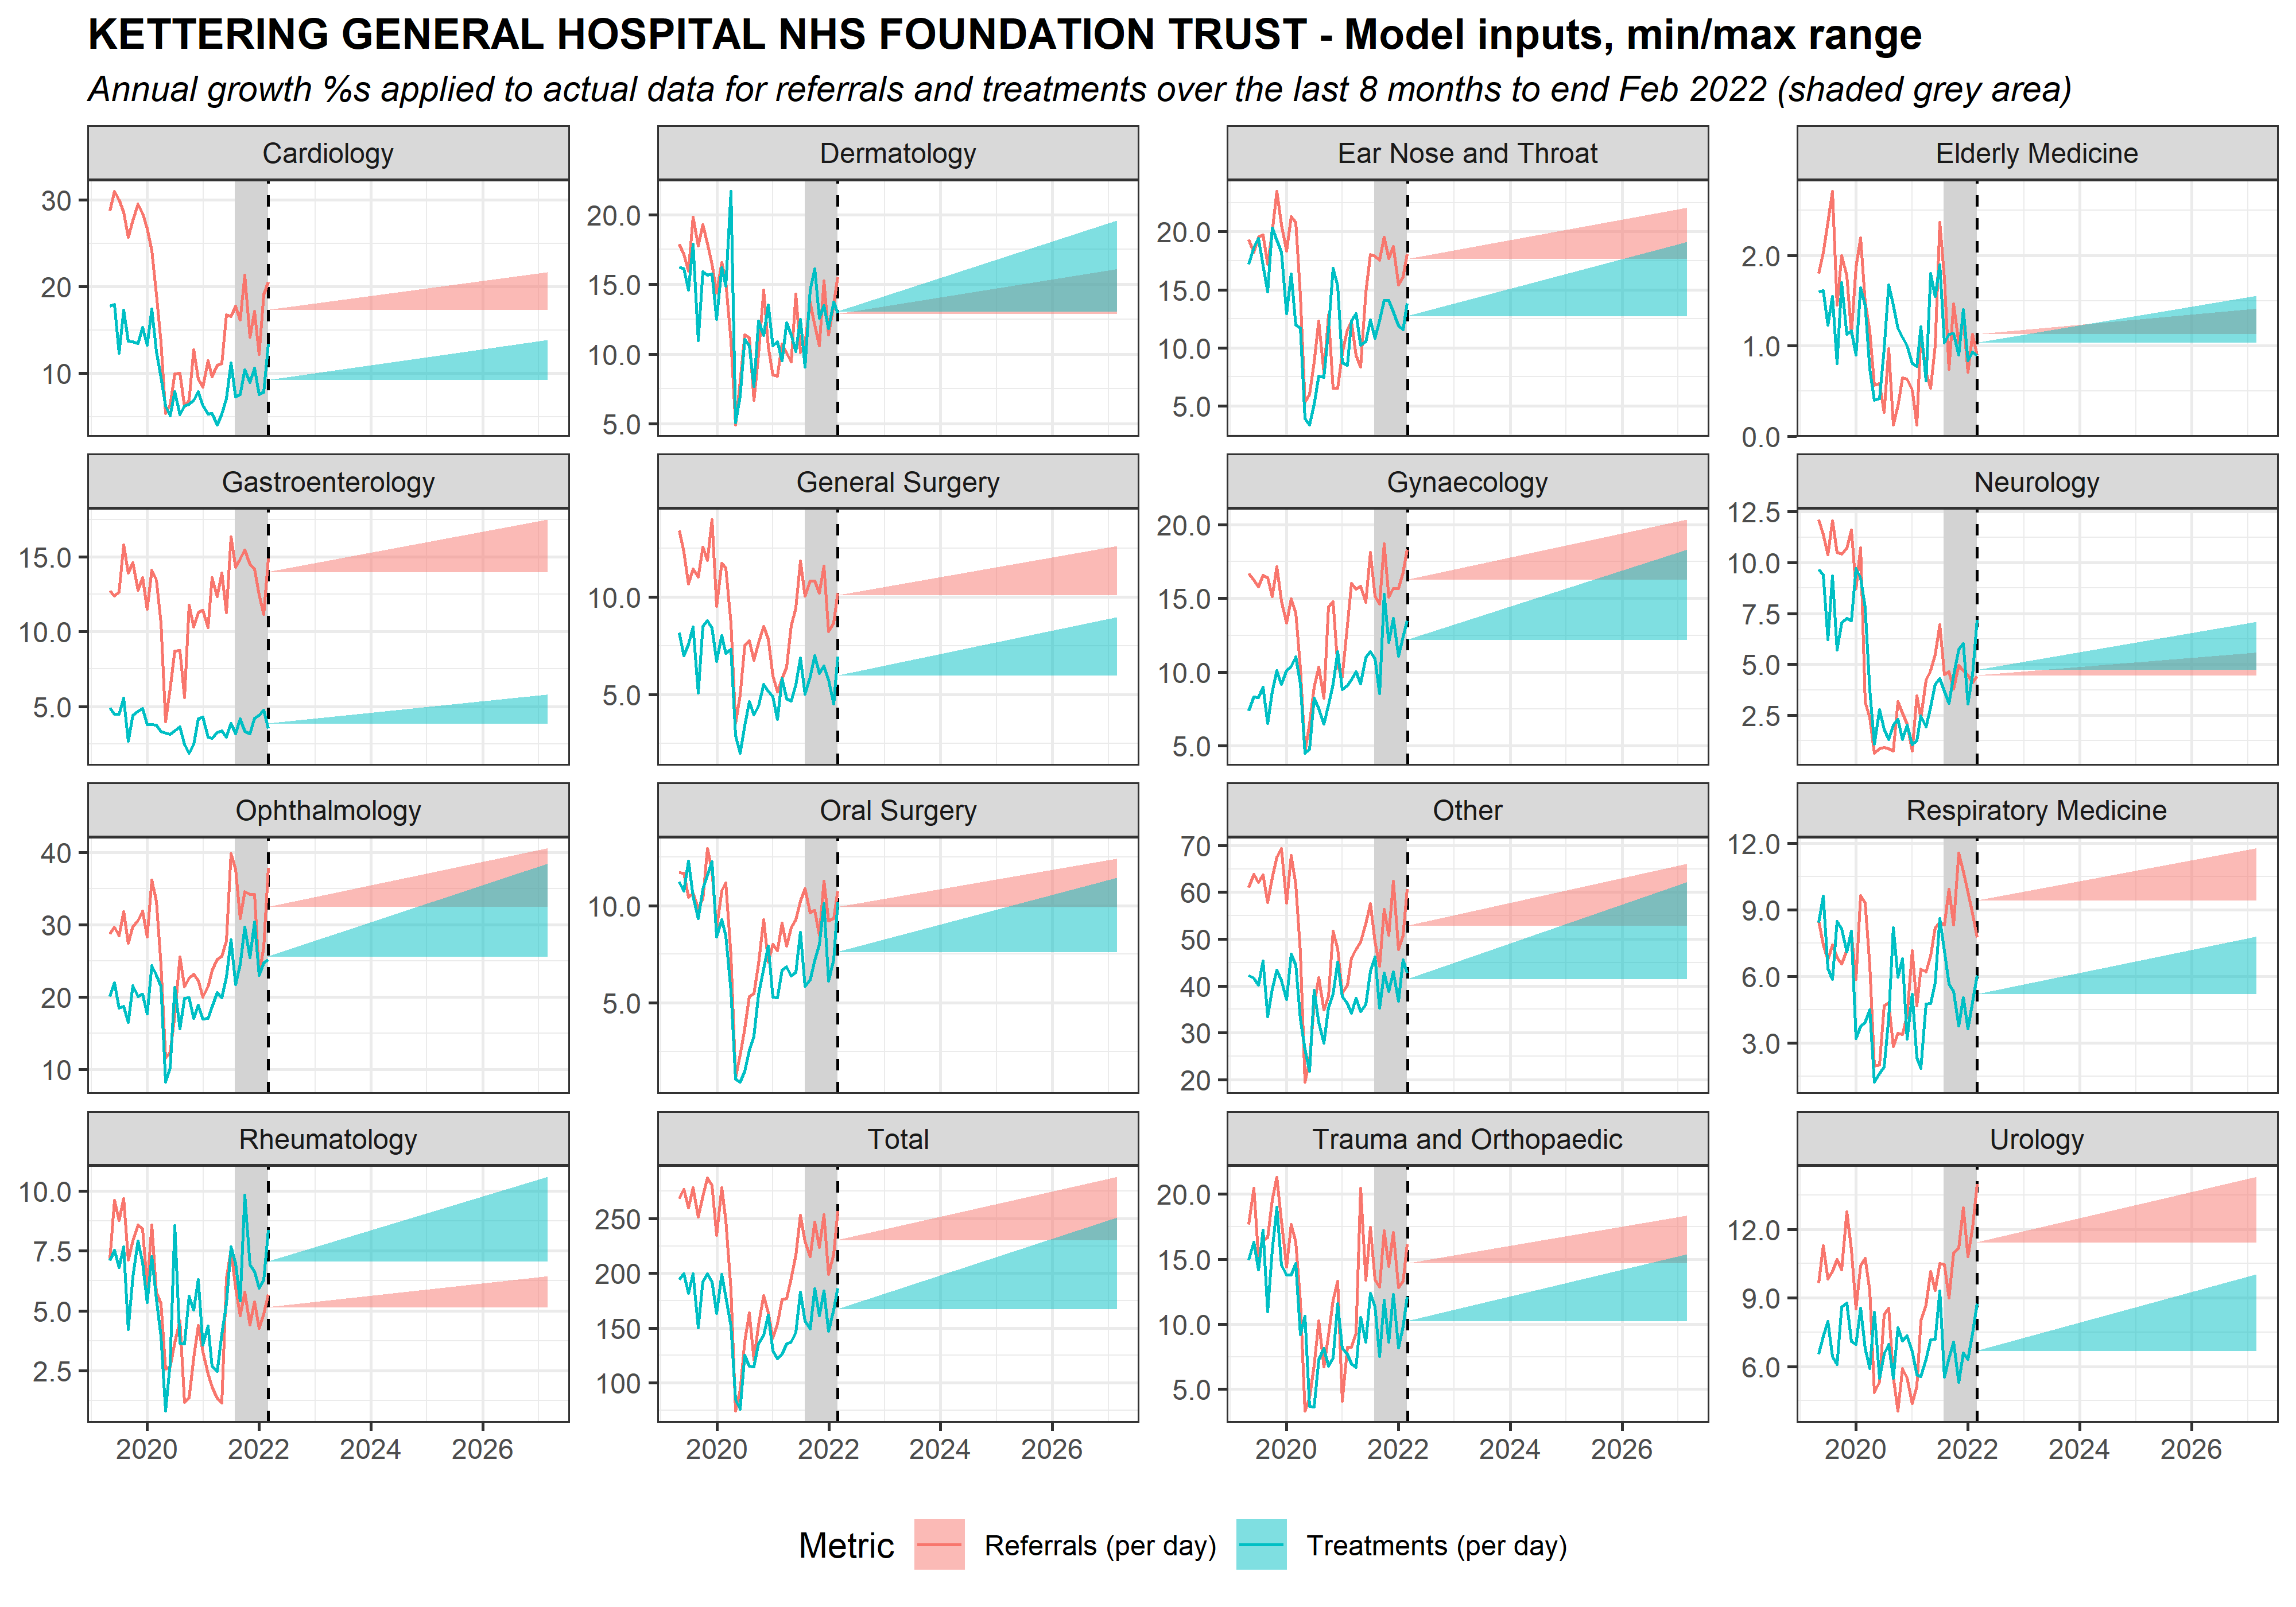 KETTERING GENERAL HOSPITAL NHS FOUNDATION TRUST - Model inputs, min/max range
Annual growth %s applied to actual data for referrals and treatments over the last 8 months to end Feb 2022 (shaded grey area)
Cardiology
30
20
10
Dermatology
20.0
15.0
10.0
5.0
Ear Nose and Throat
20.0
15.0
10.0
5.0
Elderly Medicine
2.0
1.0
0.0
Gastroenterology
15.0
10.0
5.0
General Surgery
10.0
5.0
Gynaecology
20.0
15.0
10.0
5.0
Neurology
12.5
10.0
7.5
5.0
2.5
Ophthalmology
40
30
20
10
Oral Surgery
10.0
5.0
Other
70
60
50
40
30
20
Respiratory Medicine
12.0
9.0
6.0
3.0
Rheumatology
10.0
7.5
5.0
2.5
2020 2022 2024 2026
Total
250
200
150
100
2020 2022 2024 2026
Trauma and Orthopaedic
20.0
15.0
10.0
5.0
2020 2022 2024 2026
Urology
12.0
9.0
6.0
2020 2022 2024 2026
Metric Referrals (per day) Treatments (per day)